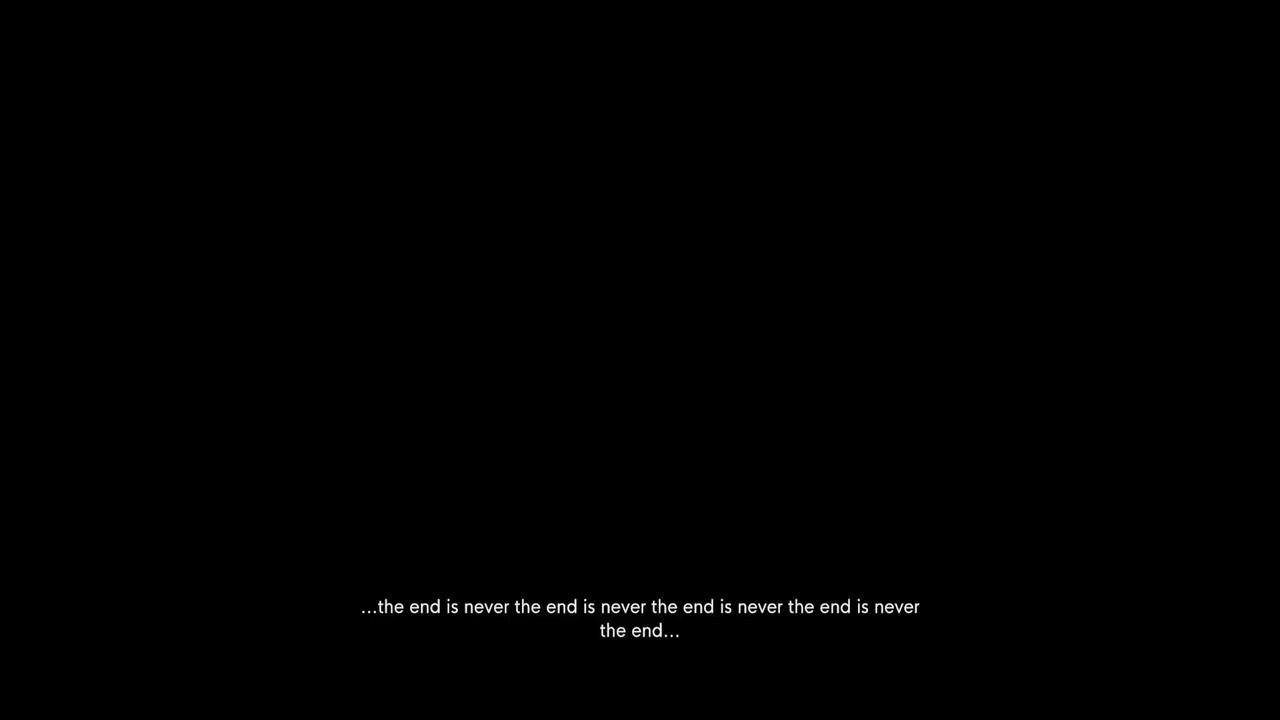 ...the end is never the end is never the end is never the end is never
the end...